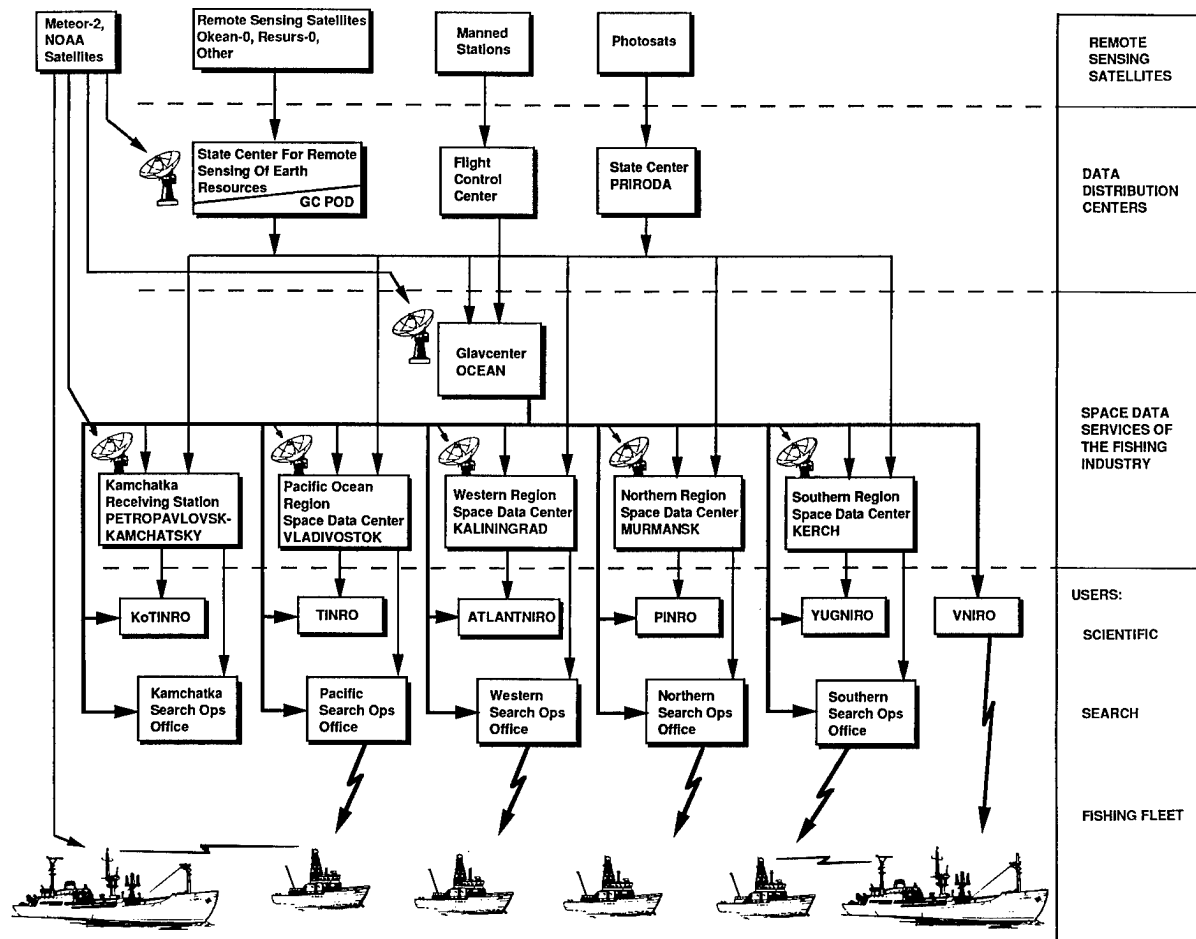 Meteor-2,
NOAA
Satellites
Remote Sensing Satellites
Okean-0, Resurs-0,
Other
Manned
Stations
Photosats
REMOTE
SENSING
SATELLITES
State Center For Remote
Sensing Of Earth
Resources
GC POD
Flight
Control
Center
State Center
PRIRODA
DATA
DISTRIBUTION
CENTERS
Glavcenter
OCEAN
SPACE DATA
SERVICES OF
THE FISHING
INDUSTRY
Kamchatka
Receiving Station
PETROPAVLOVSK-
KAMCHATSKY
Pacific Ocean
Region
Space Data Center
VLADIVOSTOK
Western Region
Space Data Center
KALININGRAD
Northern Region
Space Data Center
MURMANSK
Southern Region
Space Data Center
KERCH
USERS:
KoTINRO
TINRO
ATLANTNIRO
PINRO
YUGNIRO
VNIRO
SCIENTIFIC
Kamchatka
Search Ops
Office
Pacific
Search Ops
Office
Western
Search Ops
Office
Northern
Search Ops
Office
Southern
Search Ops
Office
SEARCH
FISHING FLEET